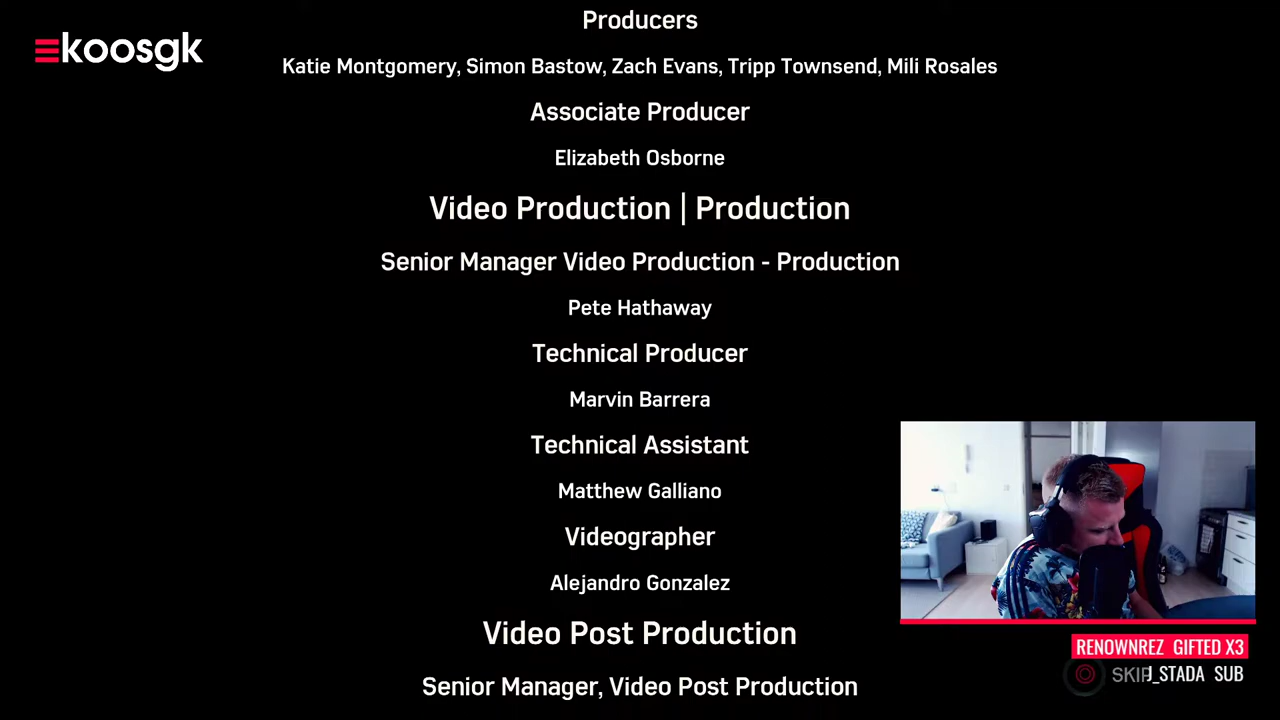 koosgk
Producers
Katie Montgomery, Simon Bastow, Zach Evans, Tripp Townsend, Mili Rosales
Associate Producer
Elizabeth Osborne
Video Production | Production
Senior Manager Video Production - Production
Pete Hathaway
Technical Producer
Marvin Barrera
Technical Assistant
Matthew Galliano
Videographer
Alejandro Gonzalez
Video Post Production
RENOWNREZ GIFTED X3
SKIP
J_STADA SUB
Senior Manager, Video Post Production